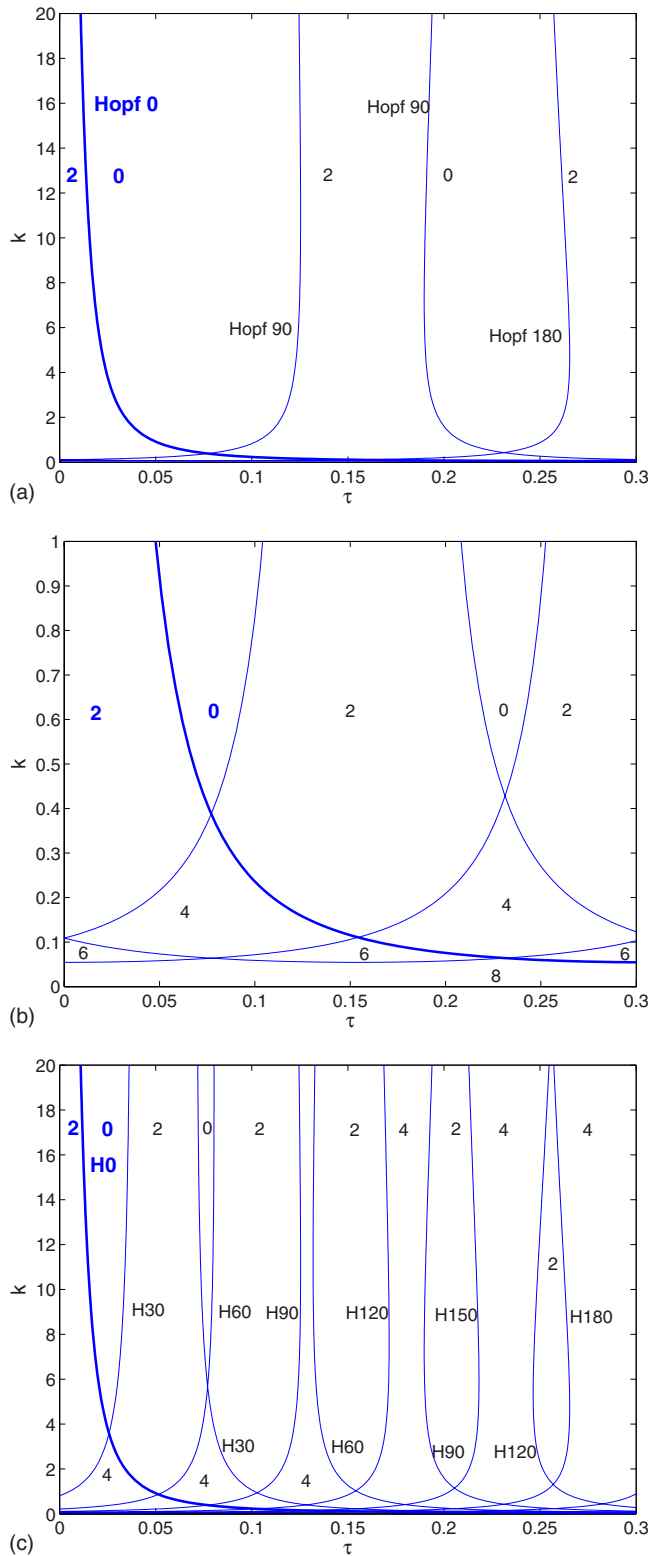 20
18
16
14
12
10
8
6
4
2
0
k
Hopf 0
Hopf 90
2 0 2 0 2
Hopf 90
Hopf 180
0 0.05 0.1 0.15 0.2 0.25 0.3
(a)
τ
1
0.9
0.8
0.7
0.6
0.5
0.4
0.3
0.2
0.1
0
k
2 0 2 0 2
4 4
6 6 6
8
0 0.05 0.1 0.15 0.2 0.25 0.3
(b)
τ
20
18
16
14
12
10
8
6
4
2
0
k
2 0 2 0 2 2 4 2 4 4
H0
2
H30 H60 H90 H120 H150 H180
H30 H60 H90 H120
4 4 4
0 0.05 0.1 0.15 0.2 0.25 0.3
(c)
τ